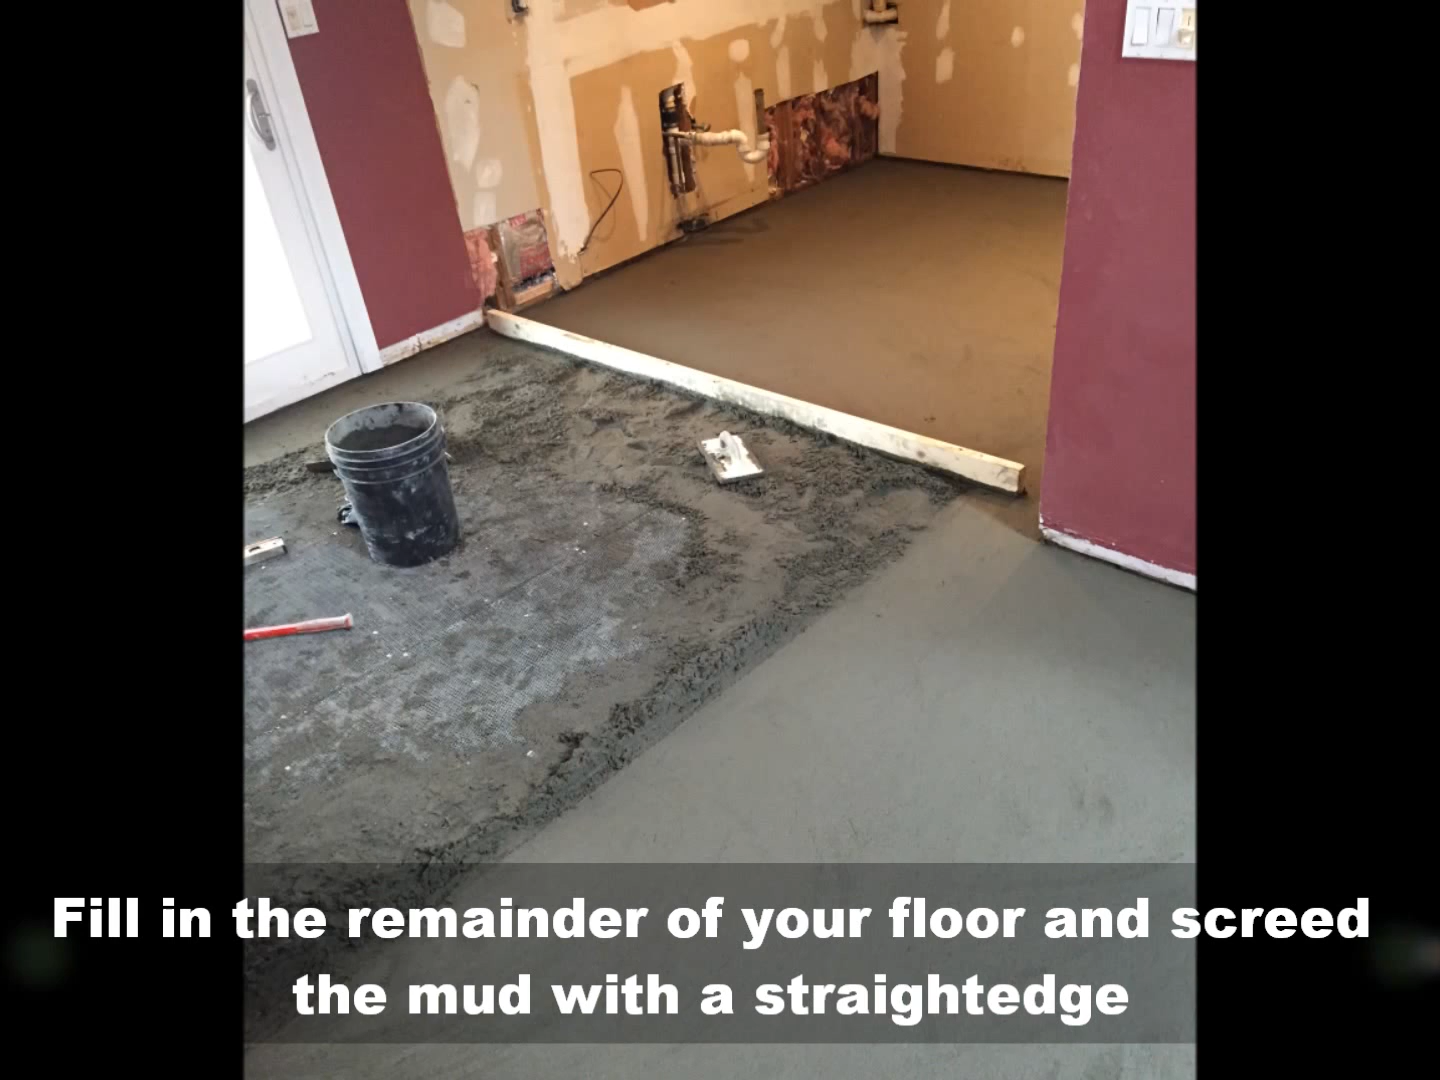 Fill in the remainder of your floor and screed
the mud with a straightedge